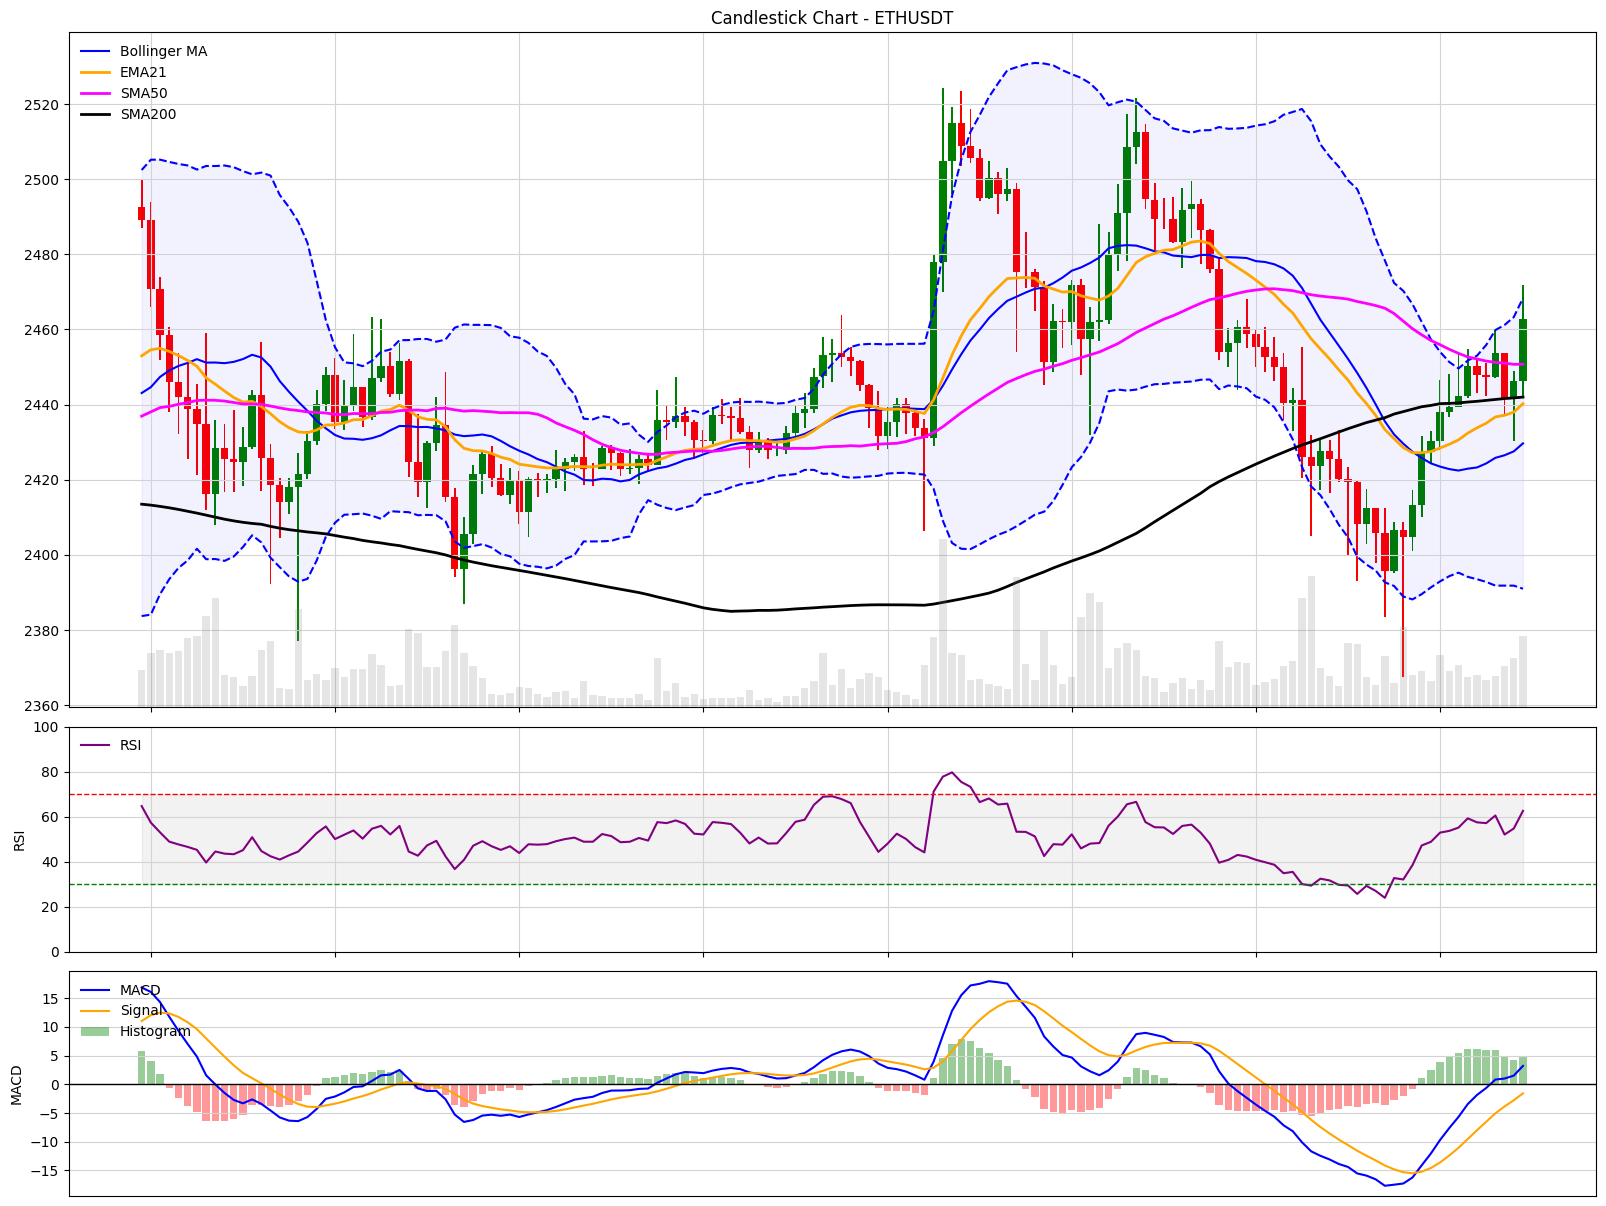 Candlestick Chart - ETHUSDT
Bollinger MA
EMA21
SMA50
SMA200
2520
2500
2480
2460
2440
2420
2400
2380
2360
RSI
RSI
100
80
60
40
20
0
MACD
MACD
Signal
Histogram
15
10
5
0
−5
−10
−15